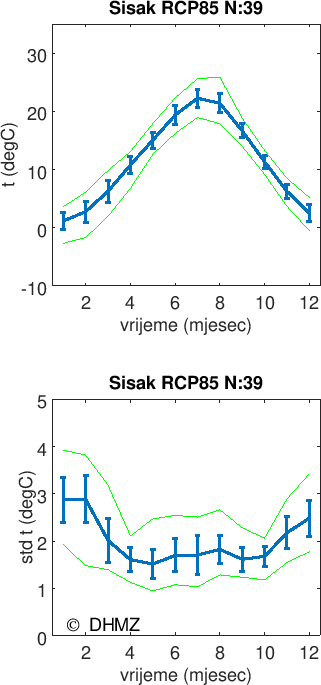 Sisak RCP85 N:39
30
20
10
0
-10
t (degC)
2 4 6 8 10 12
vrijeme (mjesec)
Sisak RCP85 N:39
5
4
3
2
1
0
std t (degC)
© DHMZ
2 4 6 8 10 12
vrijeme (mjesec)